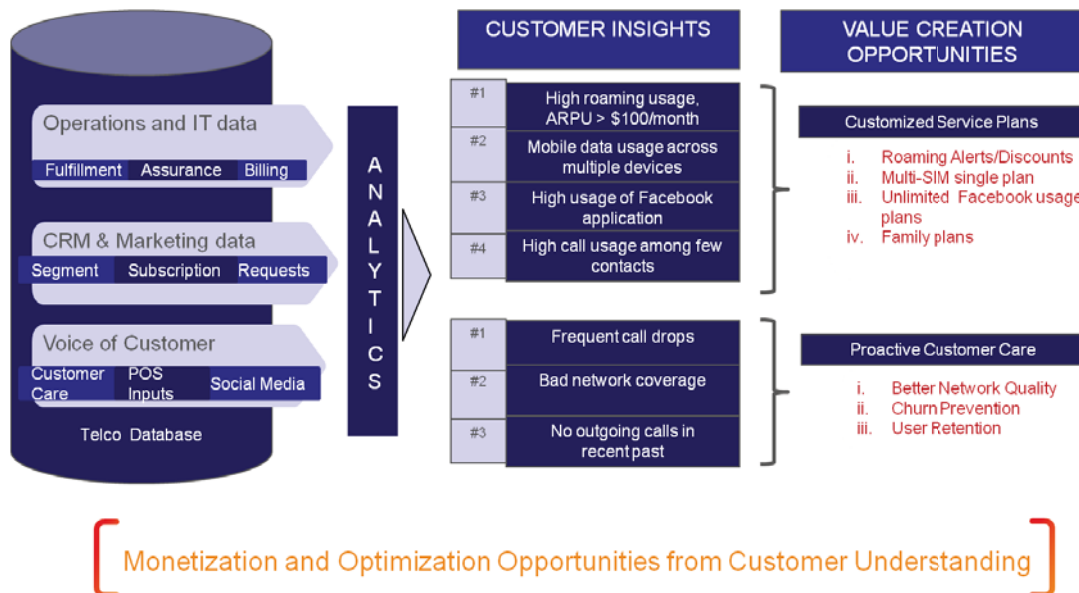 CUSTOMER INSIGHTS
VALUE CREATION
OPPORTUNITIES
Operations and IT data
Fulfillment Assurance Billing
CRM & Marketing data
Segment Subscription Requests
Voice of Customer
Customer
Care
POS
Inputs
Social Media
Telco Database
A
N
A
L
Y
T
I
C
S
#1
High roaming usage,
ARPU > $100/month
#2
Mobile data usage across
multiple devices
#3
High usage of Facebook
application
#4
High call usage among few
contacts
Customized Service Plans
i. Roaming Alerts/Discounts
ii. Multi-SIM single plan
iii. Unlimited Facebook usage
plans
iv. Family plans
#1
Frequent call drops
#2
Bad network coverage
#3
No outgoing calls in
recent past
Proactive Customer Care
i. Better Network Quality
ii. Churn Prevention
iii. User Retention
Monetization and Optimization Opportunities from Customer Understanding